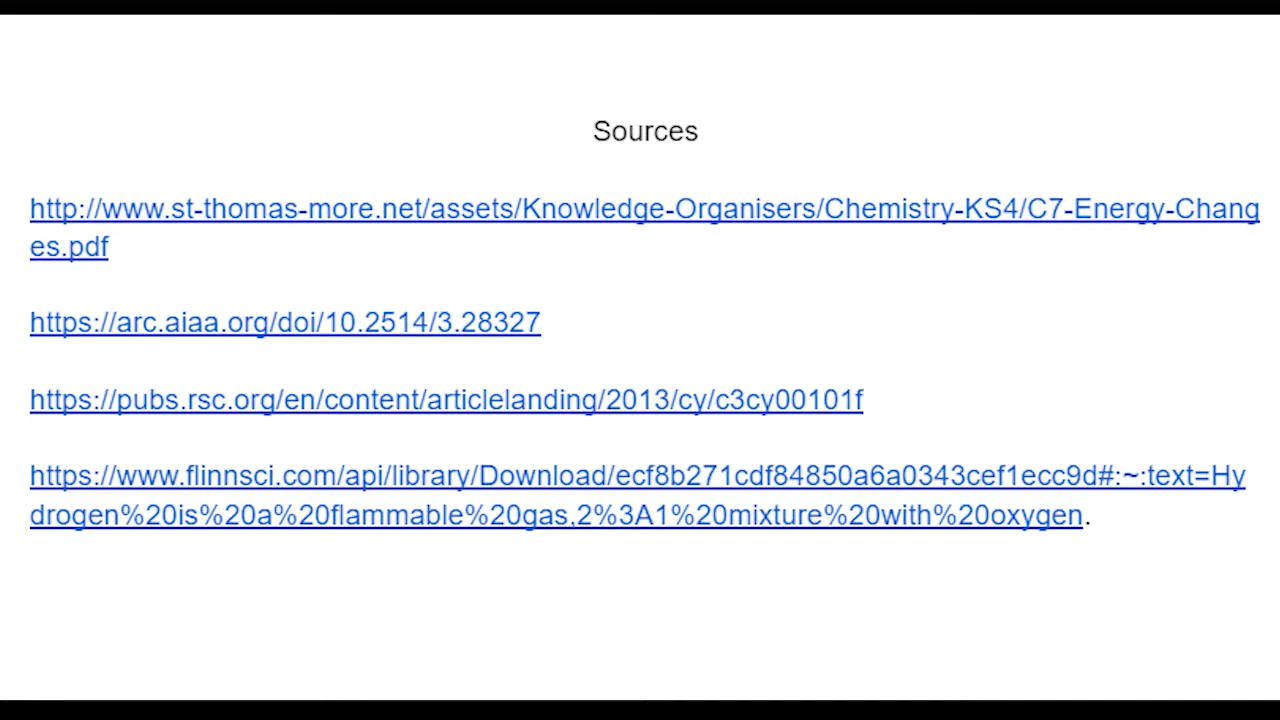 Sources
http://www.st-thomas-more.net/assets/Knowledge-Organisers/Chemistry-KS4/C7-Energy-Chang
es.pdf
https://arc.aiaa.org/doi/10.2514/3.28327
https://pubs.rsc.org/en/content/articlelanding/2013/cy/c3cy00101f
https://www.flinnsci.com/api/library/Download/ecf8b271cdf84850a6a0343cef1ecc9d#:~:text=Hy
drogen%20is%20a%20flammable%20gas,2%3A1%20mixture%20with%20oxygen.